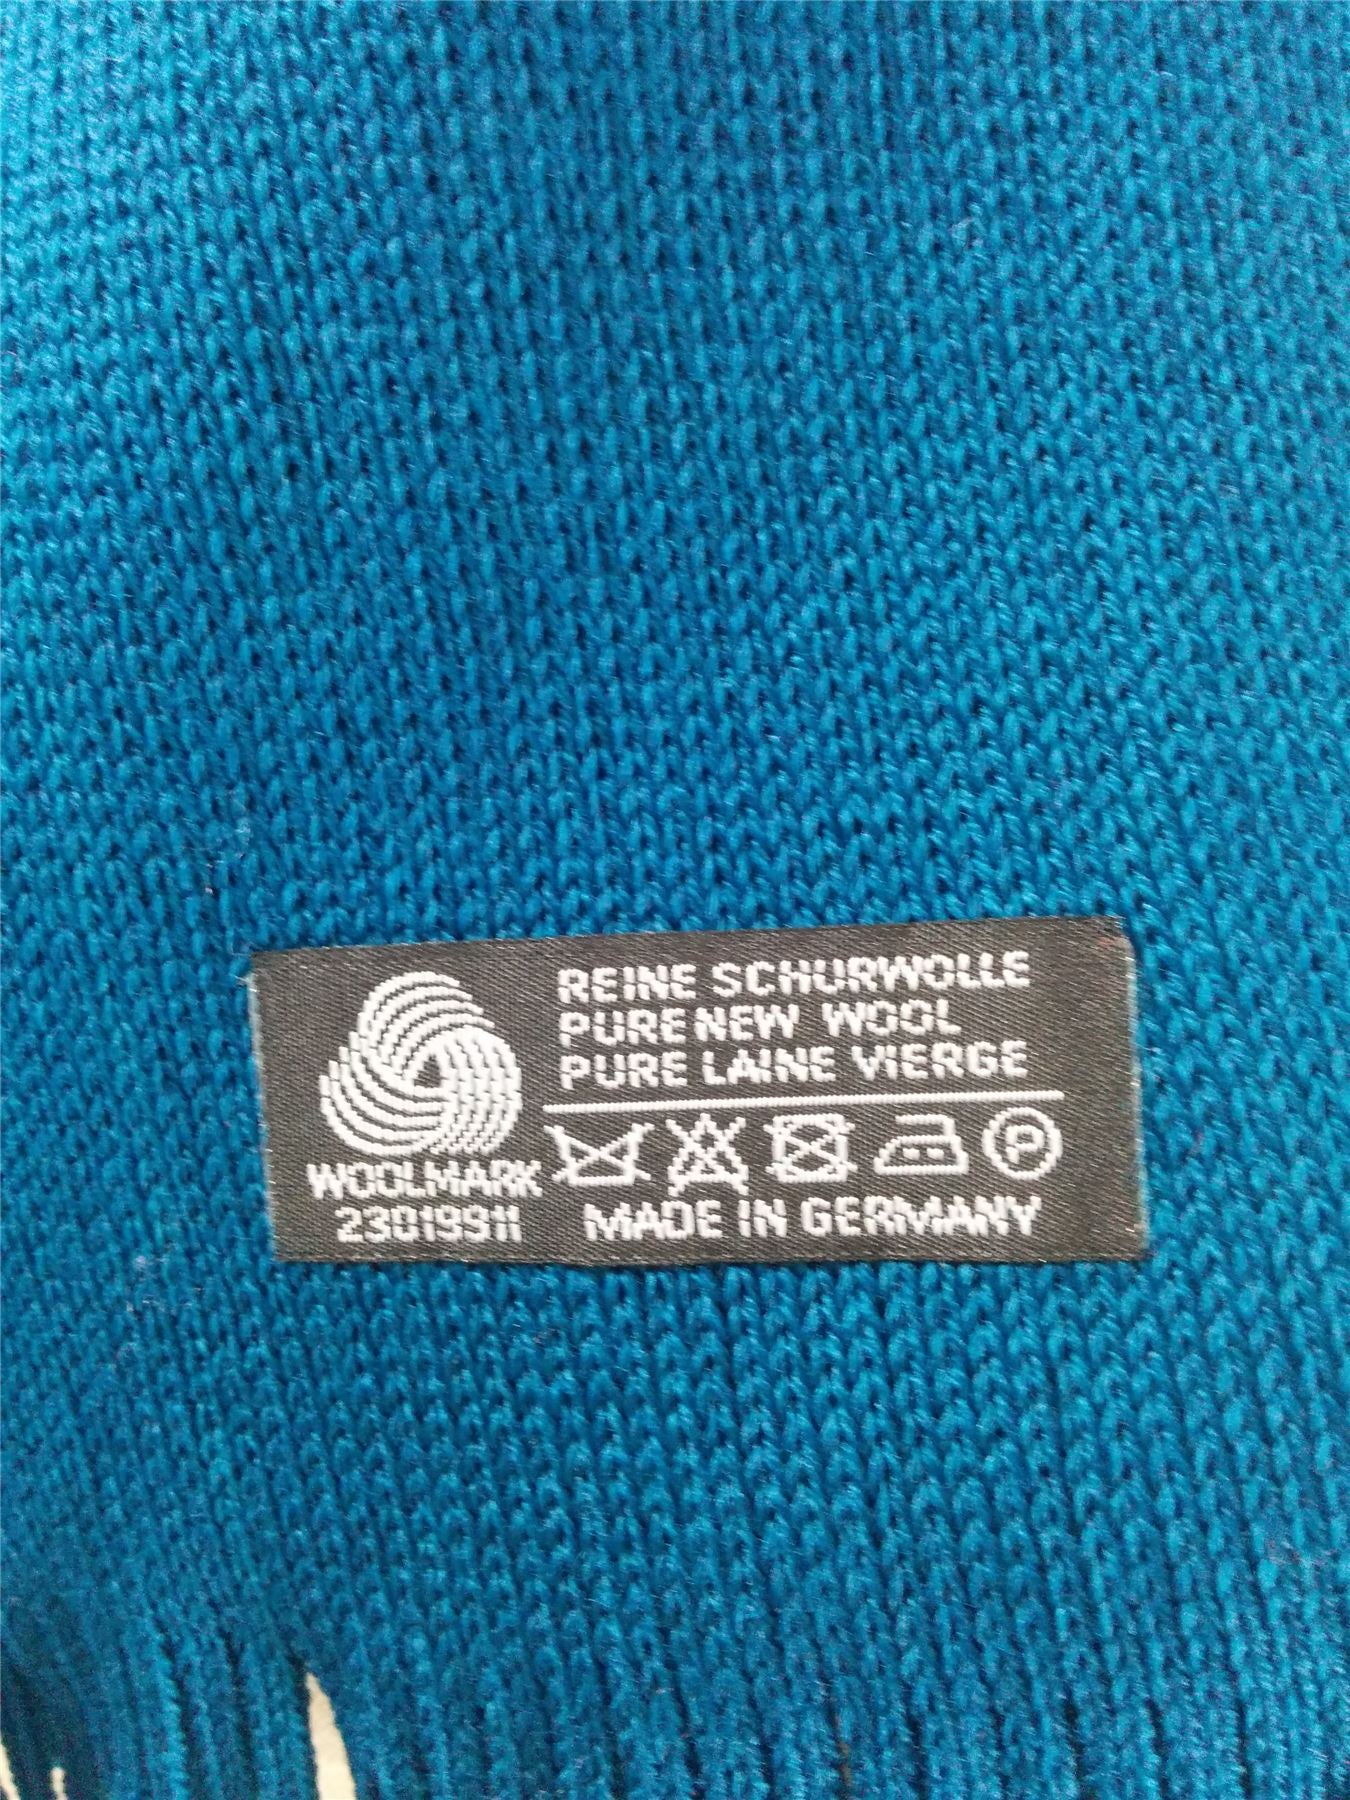 REINE SCHURWOLLE
PURE NEW WOOL
PURE LAINE VIERGE
WOOLMARK
23019911
P
MADE IN GERMANY